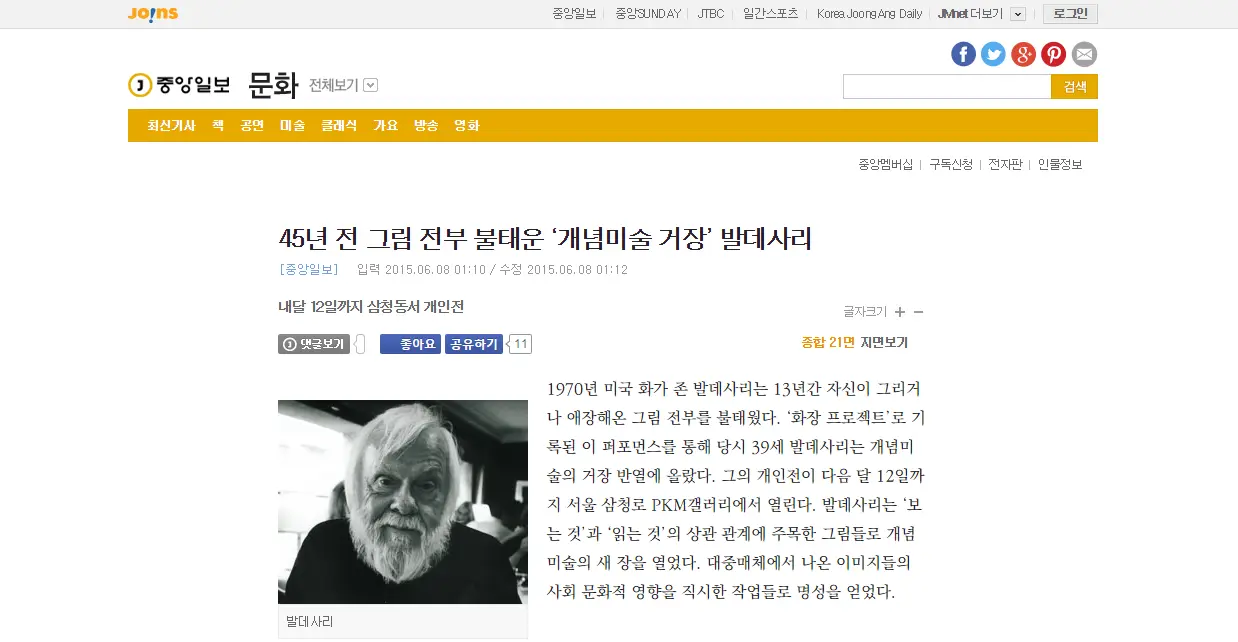 JOINS
중앙일보 중앙SUNDAY JTBC 일간스포츠 Korea JoongAng Daily JMnet 더보기 로그인
중앙일보 문화 전체보기
검색
최신기사 책 공연 미술 클래식 가요 방송 영화
중앙멤버십 구독신청 전자판 인물정보
45년 전 그림 전부 불태운 ‘개념미술 거장’ 발데사리
[중앙일보] 입력 2015.06.08 01:10 / 수정 2015.06.08 01:12
내달 12일까지 삼청동서 개인전
글자크기 + −
댓글보기 좋아요 공유하기 11
종합 21면 지면보기
1970년 미국 화가 존 발데사리는 13년간 자신이 그리거
나 애장해온 그림 전부를 불태웠다. ‘화장 프로젝트’로 기
록된 이 퍼포먼스를 통해 당시 39세 발데사리는 개념미
술의 거장 반열에 올랐다. 그의 개인전이 다음 달 12일까
지 서울 삼청로 PKM갤러리에서 열린다. 발데사리는 ‘보
는 것’과 ‘읽는 것’의 상관 관계에 주목한 그림들로 개념
미술의 새 장을 열었다. 대중매체에서 나온 이미지들의
사회 문화적 영향을 직시한 작업들로 명성을 얻었다.
발데사리